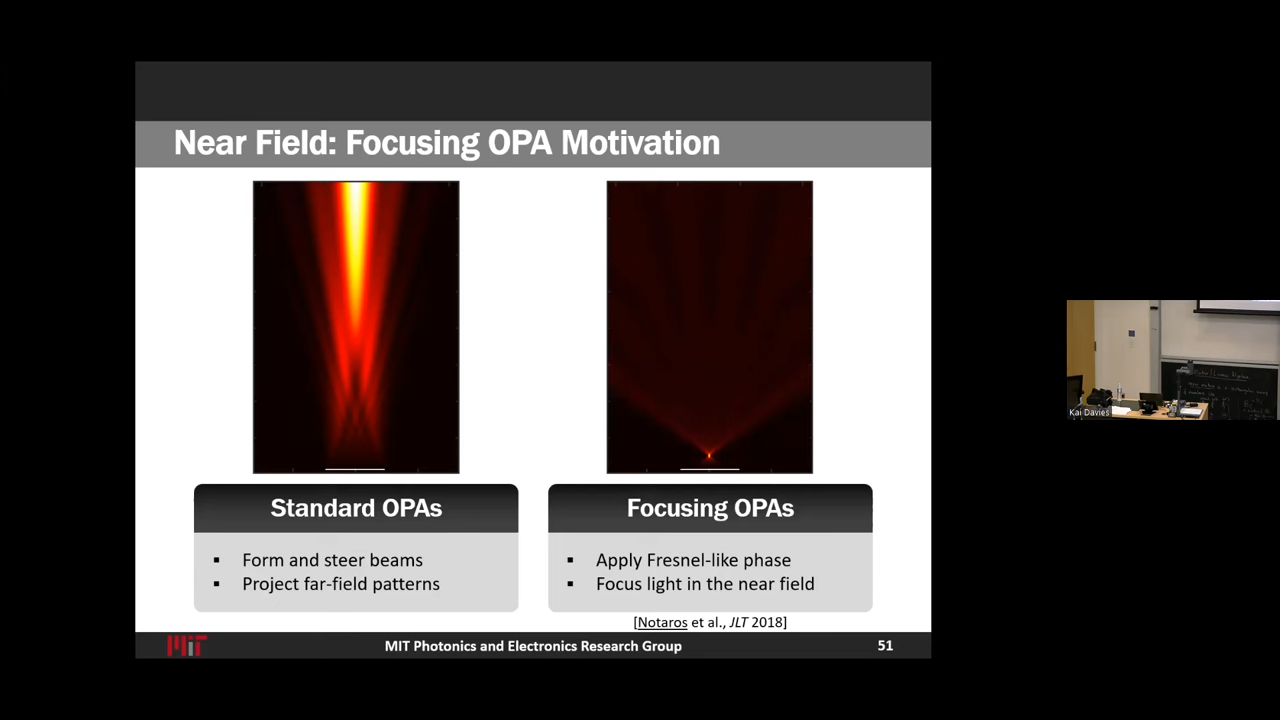 Near Field: Focusing OPA Motivation
Standard OPAs
▪ Form and steer beams
▪ Project far-field patterns
Focusing OPAs
▪ Apply Fresnel-like phase
▪ Focus light in the near field
[Notaros et al., JLT 2018]
MIT
MIT Photonics and Electronics Research Group
51
Kai Davies